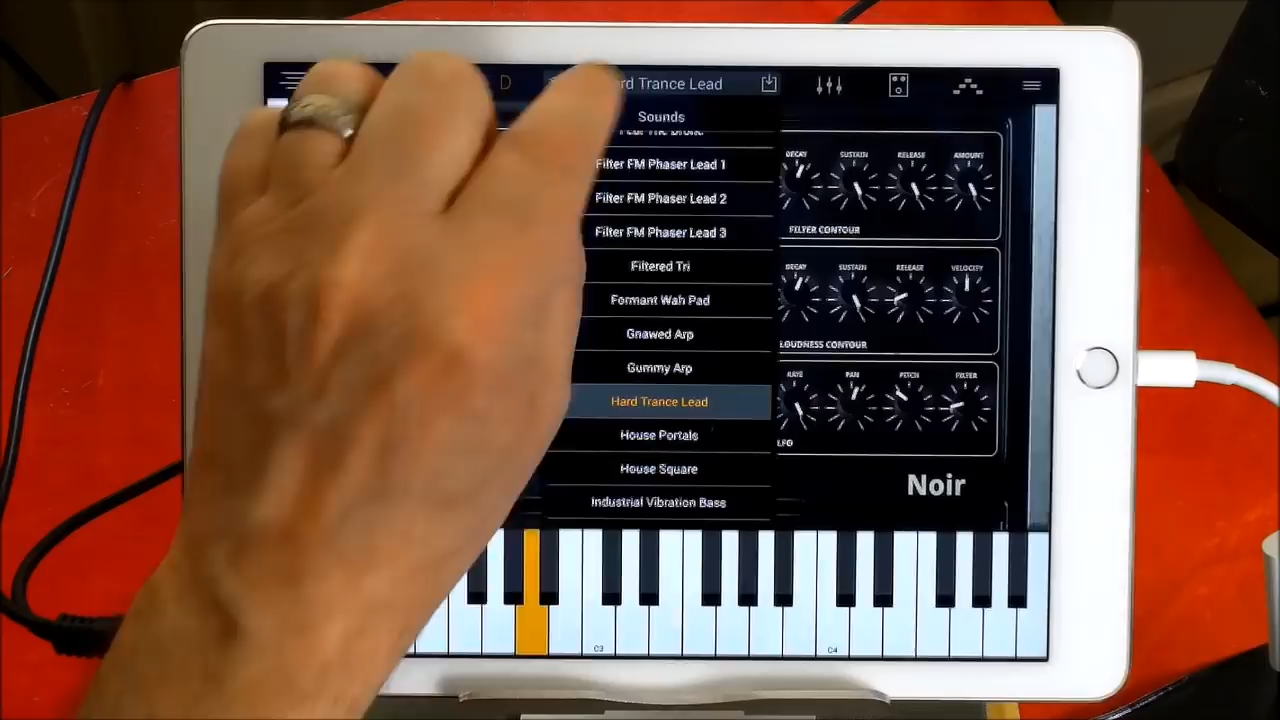 D
rd Trance Lead
Sounds
Filter FM Phaser Lead 1
Filter FM Phaser Lead 2
Filter FM Phaser Lead 3
Filtered Tri
Formant Wah Pad
Gnawed Arp
Gummy Arp
Hard Trance Lead
House Portals
House Square
Industrial Vibration Bass
DECAY SUSTAIN RELEASE AMOUNT
FILTER CONTOUR
DECAY SUSTAIN RELEASE VELOCITY
LOUDNESS CONTOUR
RATE PAN PITCH FILTER
LFO
Noir
C3 C4